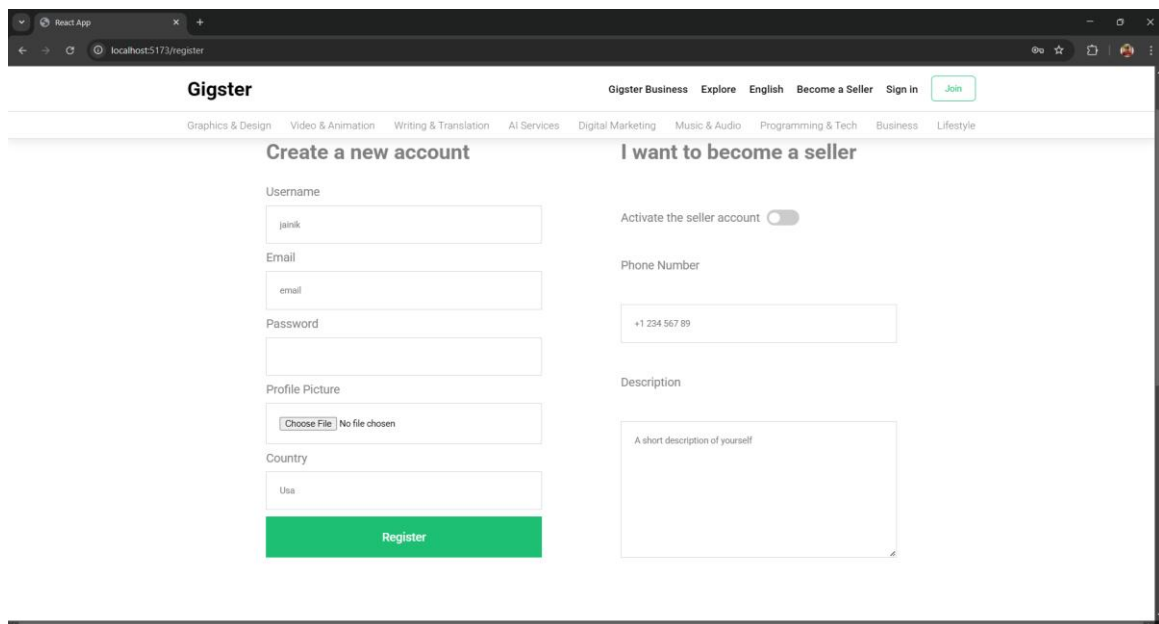 React App
localhost:5173/register
Gigster
Gigster Business Explore English Become a Seller Sign in Join
Graphics & Design Video & Animation Writing & Translation AI Services Digital Marketing Music & Audio Programming & Tech Business Lifestyle
Create a new account
Username
jainik
Email
email
Password
Profile Picture
Choose File No file chosen
Country
Usa
Register
I want to become a seller
Activate the seller account
Phone Number
+1 234 567 89
Description
A short description of yourself